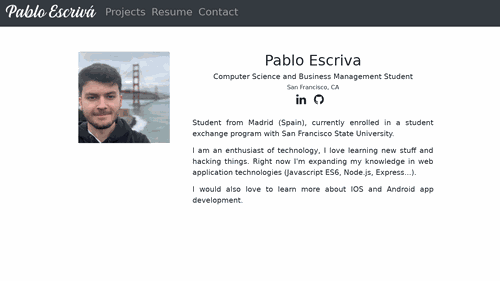 Pablo Escrivá Projects Resume Contact
Pablo Escriva
Computer Science and Business Management Student
San Francisco, CA
Student from Madrid (Spain), currently enrolled in a student
exchange program with San Francisco State University.
I am an enthusiast of technology, I love learning new stuff and
hacking things. Right now I'm expanding my knowledge in web
application technologies (Javascript ES6, Node.js, Express...).
I would also love to learn more about IOS and Android app
development.